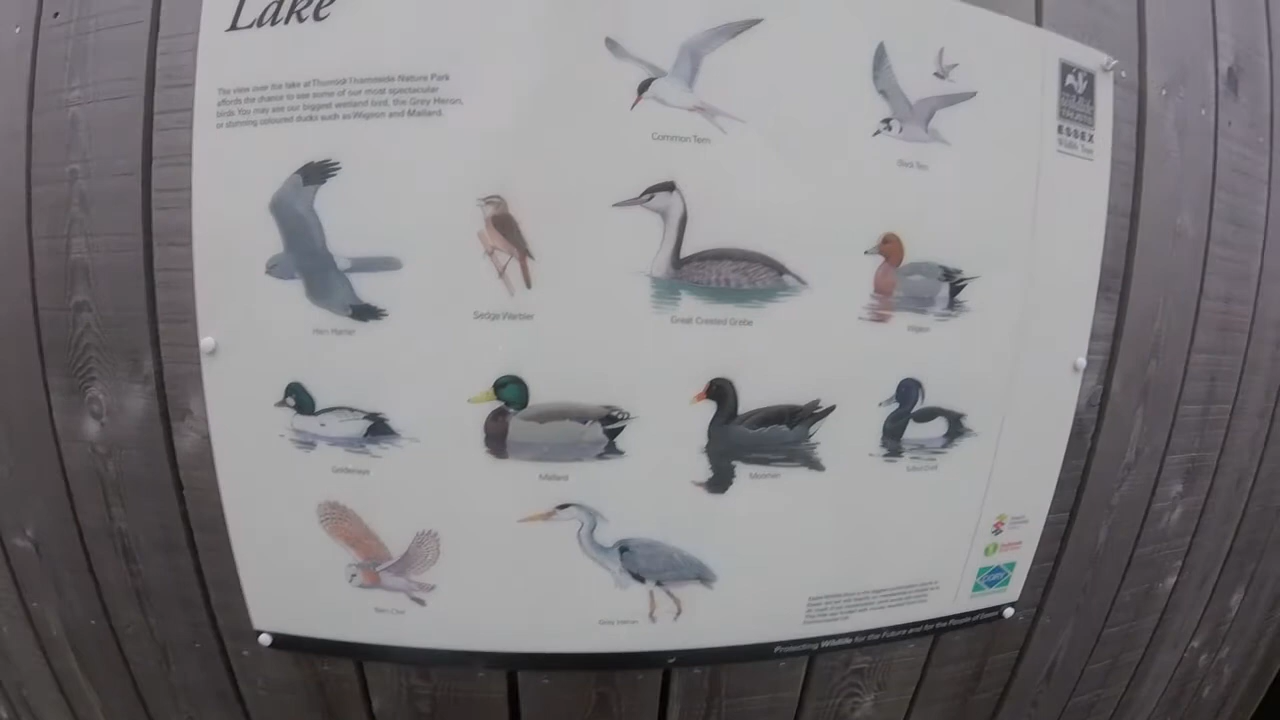 Lake
The view over the lake at Thurrock Thameside Nature Park
affords the chance to see some of our most spectacular
birds. You may see our biggest wetland bird, the Grey Heron,
or stunning coloured ducks such as Wigeon and Mallard.
Common Tern
Black Tern
ESSEX
Wildlife Trust
Hen Harrier
Sedge Warbler
Great Crested Grebe
Wigeon
Goldeneye
Mallard
Moorhen
Tufted Duck
Barn Owl
Grey Heron
CORY
Protecting Wildlife for the Future and for the People of Essex